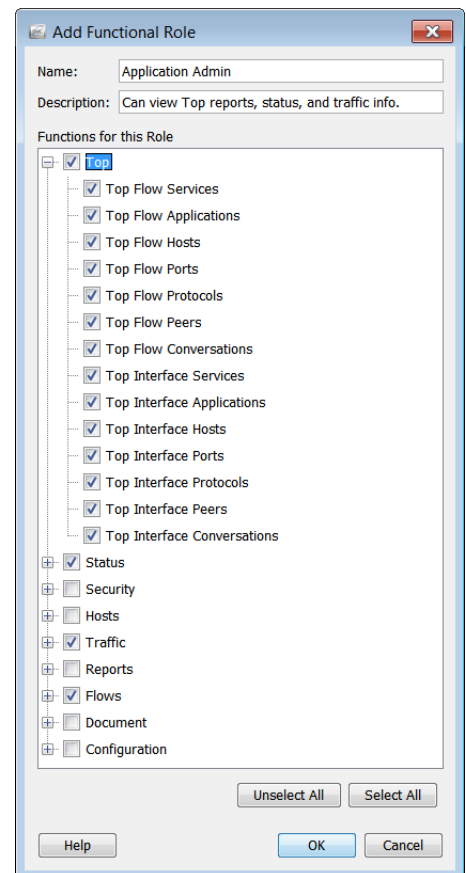 Add Functional Role
Name: Application Admin
Description: Can view Top reports, status, and traffic info.
Functions for this Role
Top
Top Flow Services
Top Flow Applications
Top Flow Hosts
Top Flow Ports
Top Flow Protocols
Top Flow Peers
Top Flow Conversations
Top Interface Services
Top Interface Applications
Top Interface Hosts
Top Interface Ports
Top Interface Protocols
Top Interface Peers
Top Interface Conversations
Status
Security
Hosts
Traffic
Reports
Flows
Document
Configuration
Unselect All Select All
Help OK Cancel